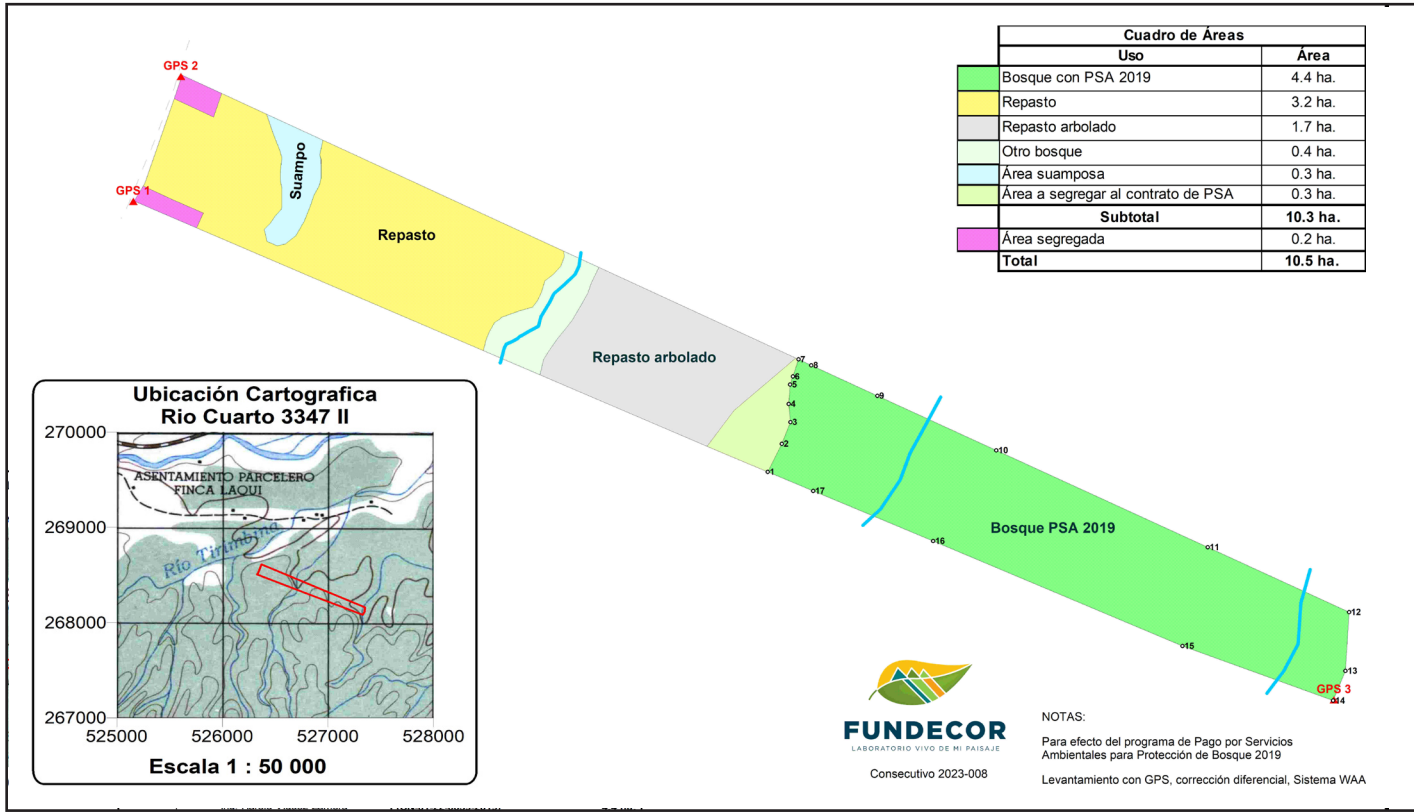 GPS 2
GPS 1
Suampo
Repasto
Repasto arbolado
Bosque PSA 2019
GPS 3
1
2
3
4
5
6
7
8
9
10
11
12
13
14
15
16
17
Cuadro de Áreas
Uso Área
Bosque con PSA 2019 4.4 ha.
Repasto 3.2 ha.
Repasto arbolado 1.7 ha.
Otro bosque 0.4 ha.
Área suamposa 0.3 ha.
Área a segregar al contrato de PSA 0.3 ha.
Subtotal 10.3 ha.
Área segregada 0.2 ha.
Total 10.5 ha.
Ubicación Cartografica
Rio Cuarto 3347 II
270000
269000
268000
267000
525000 526000 527000 528000
ASENTAMIENTO PARCELERO
FINCA LAQUI
Río Tirimbina
Escala 1 : 50 000
FUNDECOR
LABORATORIO VIVO DE MI PAISAJE
Consecutivo 2023-008
NOTAS:
Para efecto del programa de Pago por Servicios
Ambientales para Protección de Bosque 2019
Levantamiento con GPS, corrección diferencial, Sistema WAA